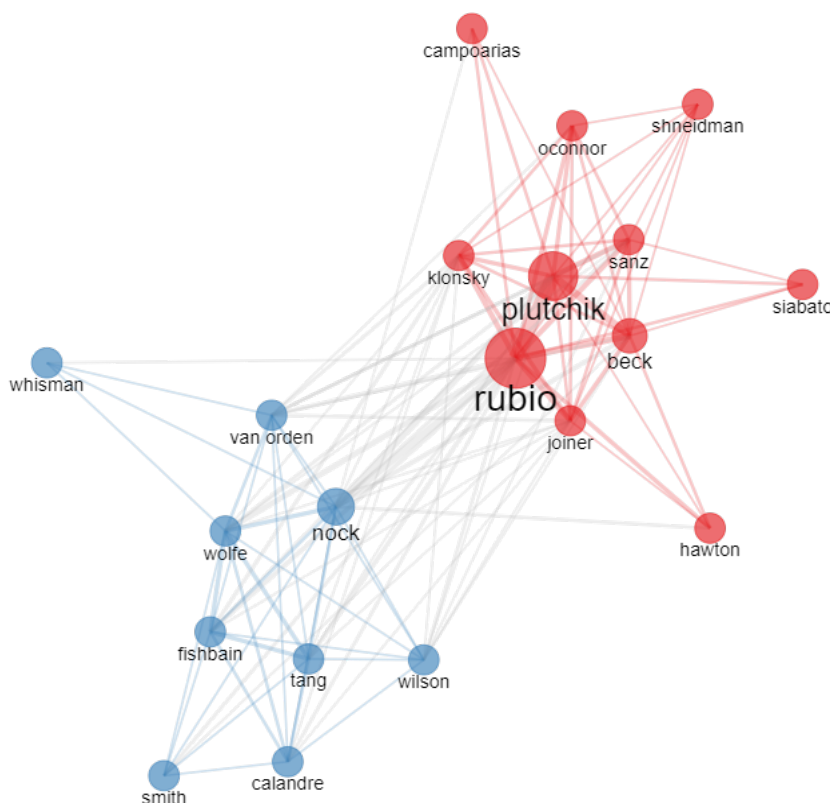 campoarias
shneidman
oconnor
sanz
klonsky
siabato
plutchik
beck
whisman
rubio
van orden
joiner
nock
wolfe
hawton
fishbain
tang
wilson
calandre
smith